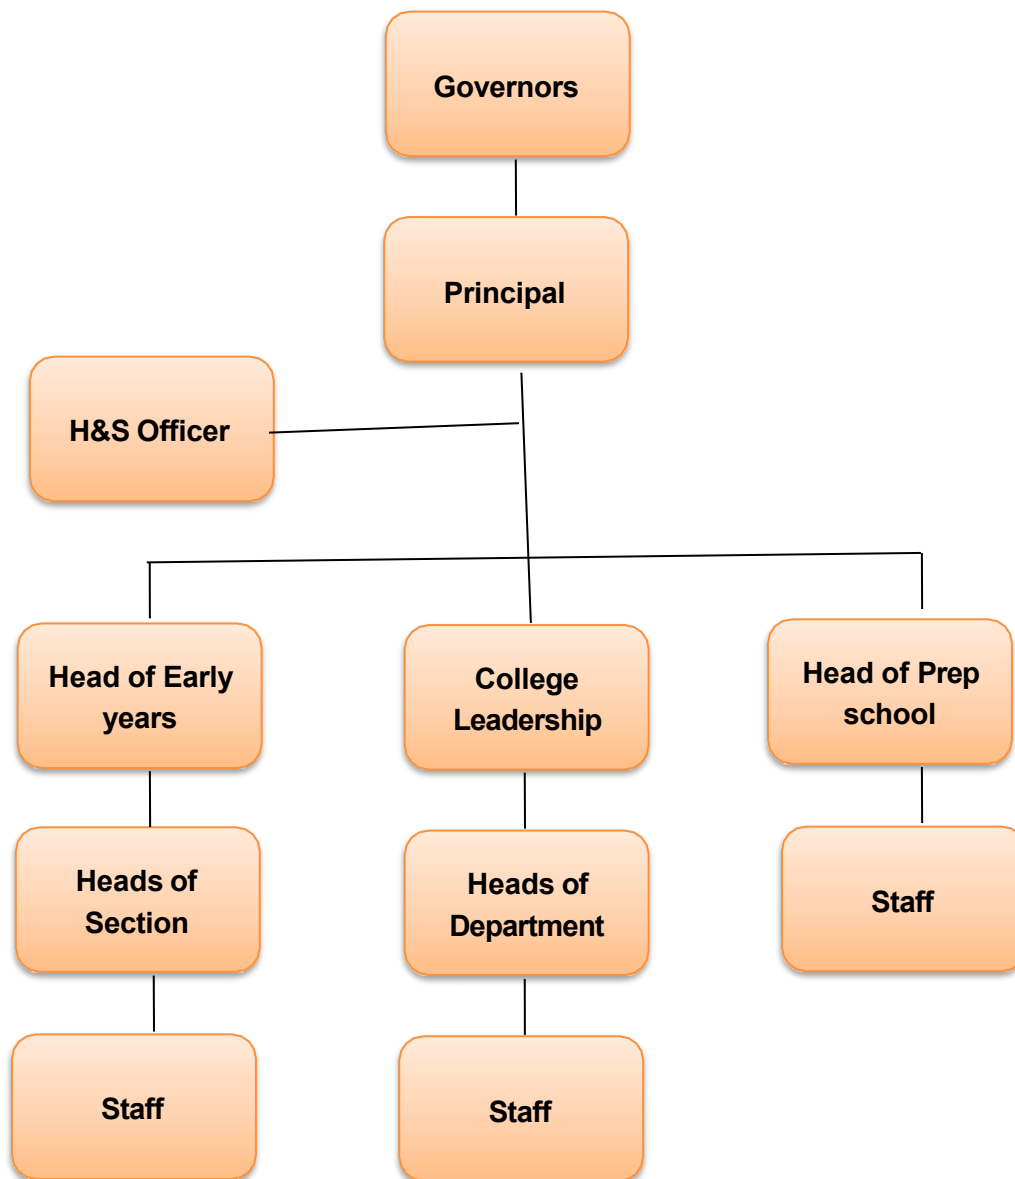 Governors
Principal
H&S Officer
Head of Early
years
College
Leadership
Head of Prep
school
Heads of
Section
Heads of
Department
Staff
Staff
Staff